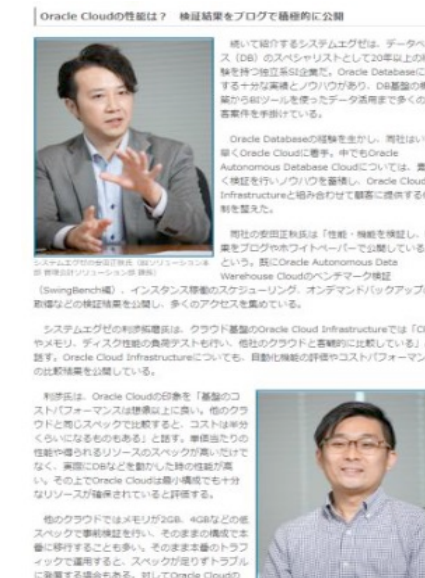 Oracle Cloudの性能は？　検証結果をブログで積極的に公開
続いて紹介するシステムエグゼは、データベー
ス（DB）のスペシャリストとして20年以上の経
験を持つ独立系SI企業だ。Oracle Databaseに
する十分な実績とノウハウがあり、DB基盤の構
築からBIツールを使ったデータ活用まで多くの
客案件を手掛けている。
Oracle Databaseの経験を生かし、同社はい
早くOracle Cloudに着手。中でもOracle
Autonomous Database Cloudについては、
く検証を行いノウハウを蓄積し、Oracle Cloud
Infrastructureと組み合わせて顧客に提供する
制を整えた。
同社の安田正秋氏は「性能・機能を検証し、
果をブログやホワイトペーパーで公開している
という。既にOracle Autonomous Data
Warehouse Cloudのベンチマーク検証
システムエグゼの安田正秋氏
（SwingBench編）、インスタンス稼働のスケジューリング、オンデマンドバックアップの
取得などの検証結果を公開し、多くのアクセスを集めている。
システムエグゼの利渉拓磨氏は、クラウド基盤のOracle Cloud Infrastructureでは「C
やメモリ、ディスク性能の負荷テストも行い、他社のクラウドと客観的に比較している」
話す。Oracle Cloud Infrastructureについても、自動化機能の評価やコストパフォーマン
の比較結果を公開している。
利渉氏は、Oracle Cloudの印象を「基盤のコ
ストパフォーマンスは想像以上に良い。他のクラ
ウドと同じスペックで比較すると、コストは半分
くらいになるものもある」と話す。単価当たりの
性能や得られるリソースのスペックが高いだけで
なく、実際にDBなどを動かした時の性能が高
い。その上でOracle Cloudは最小構成でも十分
なリソースが確保されていると評価する。
他のクラウドではメモリが2GB、4GBなどの低
スペックで事前検証を行い、そのままの構成で本
番に移行することも多い。そのまま本番のトラフ
ィックで運用すると、スペックが足りずトラブル
に発展する場合もある。対してOracle Cloudの